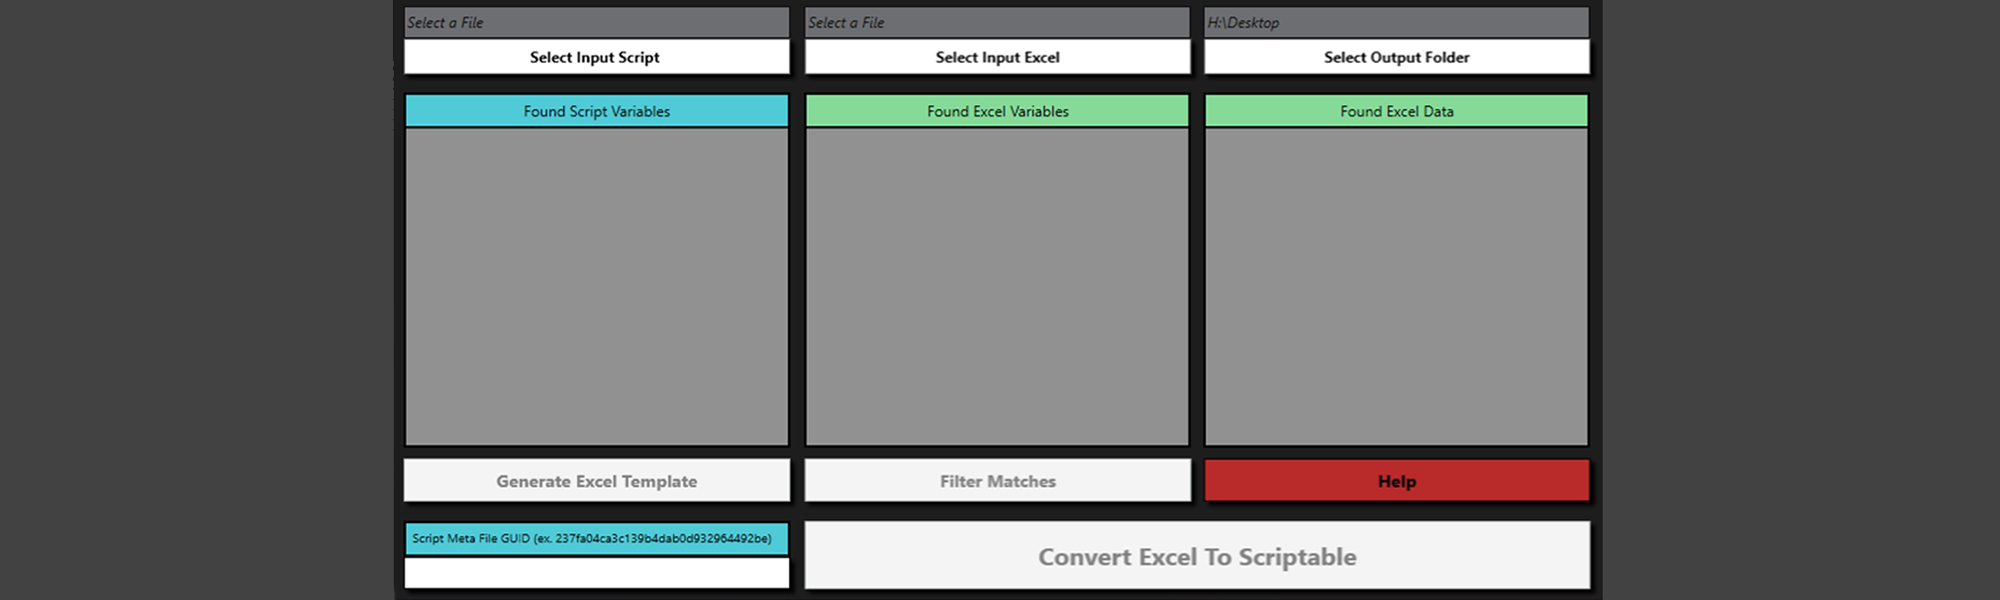 Select a File
Select a File
H:\Desktop
Select Input Script
Select Input Excel
Select Output Folder
Found Script Variables
Found Excel Variables
Found Excel Data
Generate Excel Template
Filter Matches
Help
Script Meta File GUID (ex. 237fa04ca3c139b4dab0d932964492be)
Convert Excel To Scriptable